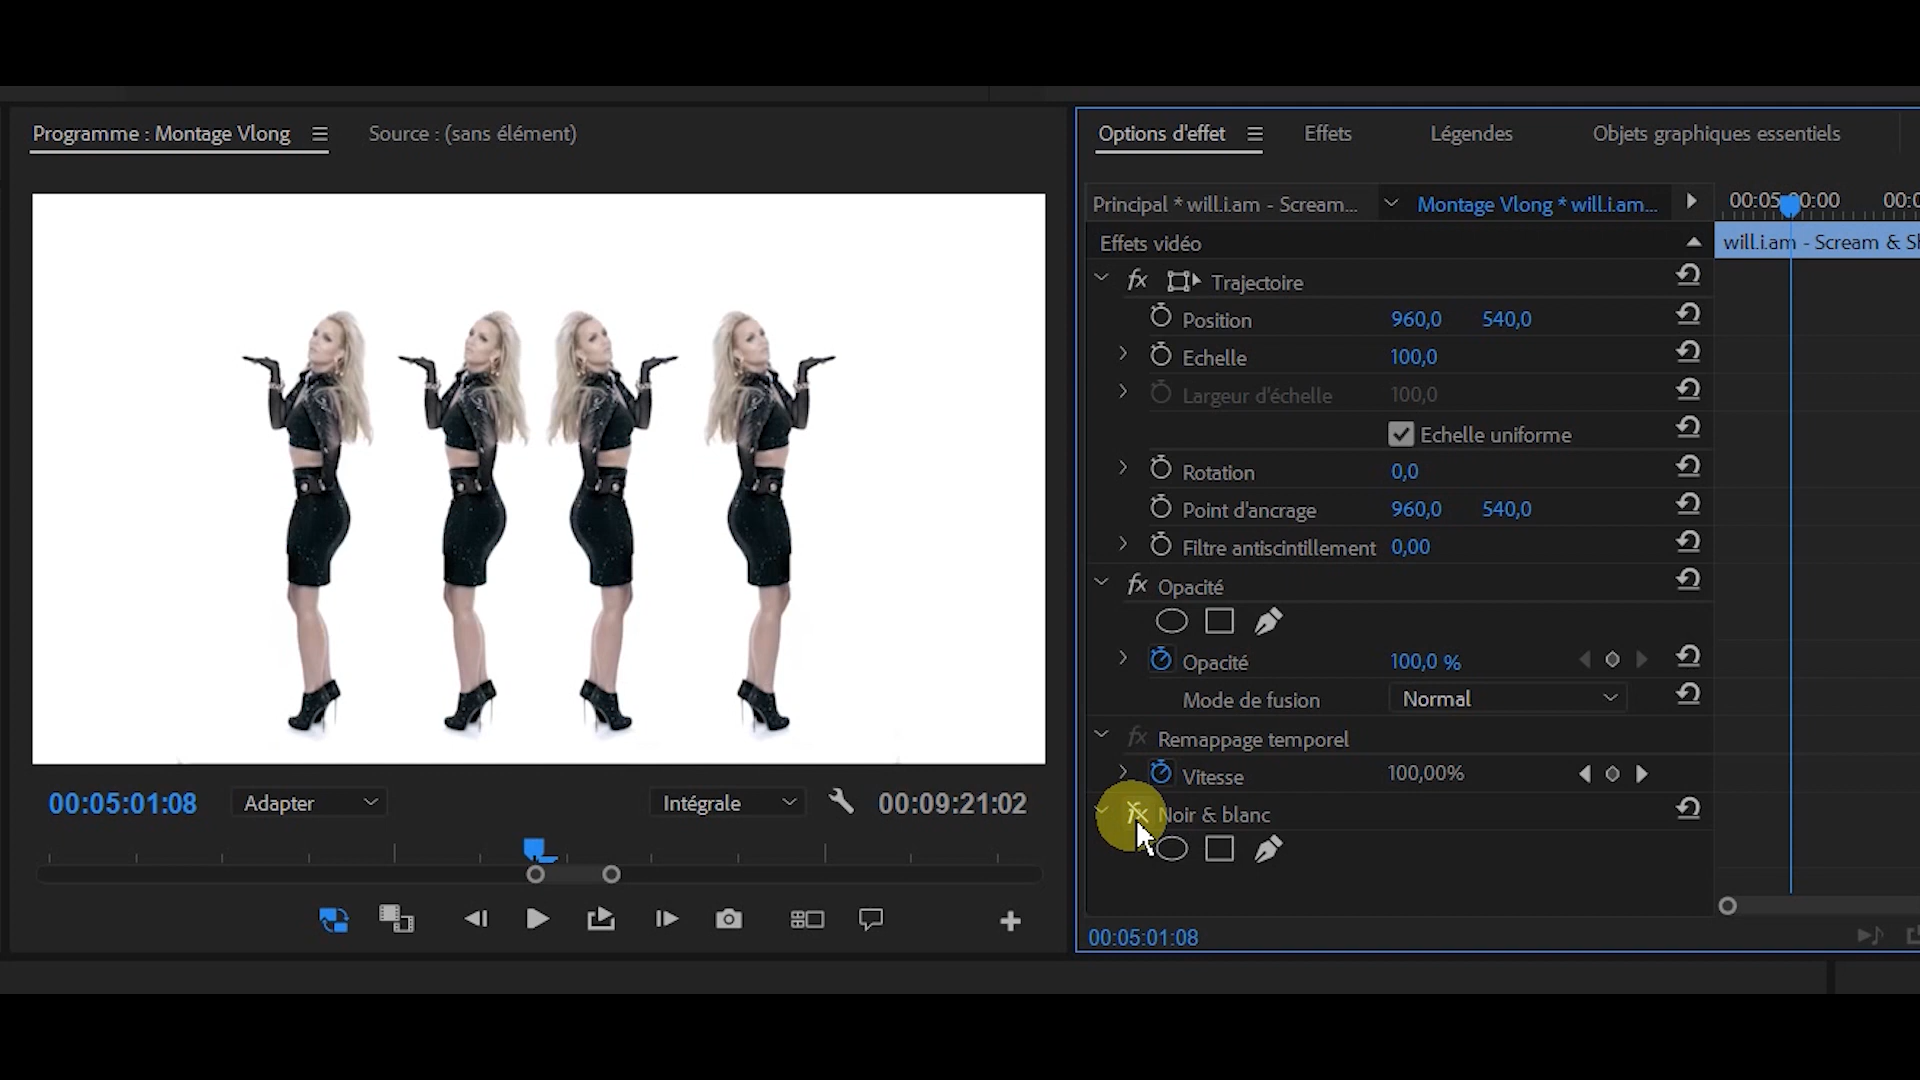 Programme : Montage Vlong
Source : (sans élément)
Options d'effet
Effets
Légendes
Objets graphiques essentiels
Principal * will.i.am - Scream...
Montage Vlong * will.i.am...
00:05:00:00
Effets vidéo
will.i.am - Scream &
fx Trajectoire
Position 960,0 540,0
Echelle 100,0
Largeur d'échelle 100,0
Echelle uniforme
Rotation 0,0
Point d'ancrage 960,0 540,0
Filtre antiscintillement 0,00
fx Opacité
Opacité 100,0 %
Mode de fusion Normal
fx Remappage temporel
Vitesse 100,00%
fx Noir & blanc
00:05:01:08
Adapter
Intégrale
00:09:21:02
00:05:01:08